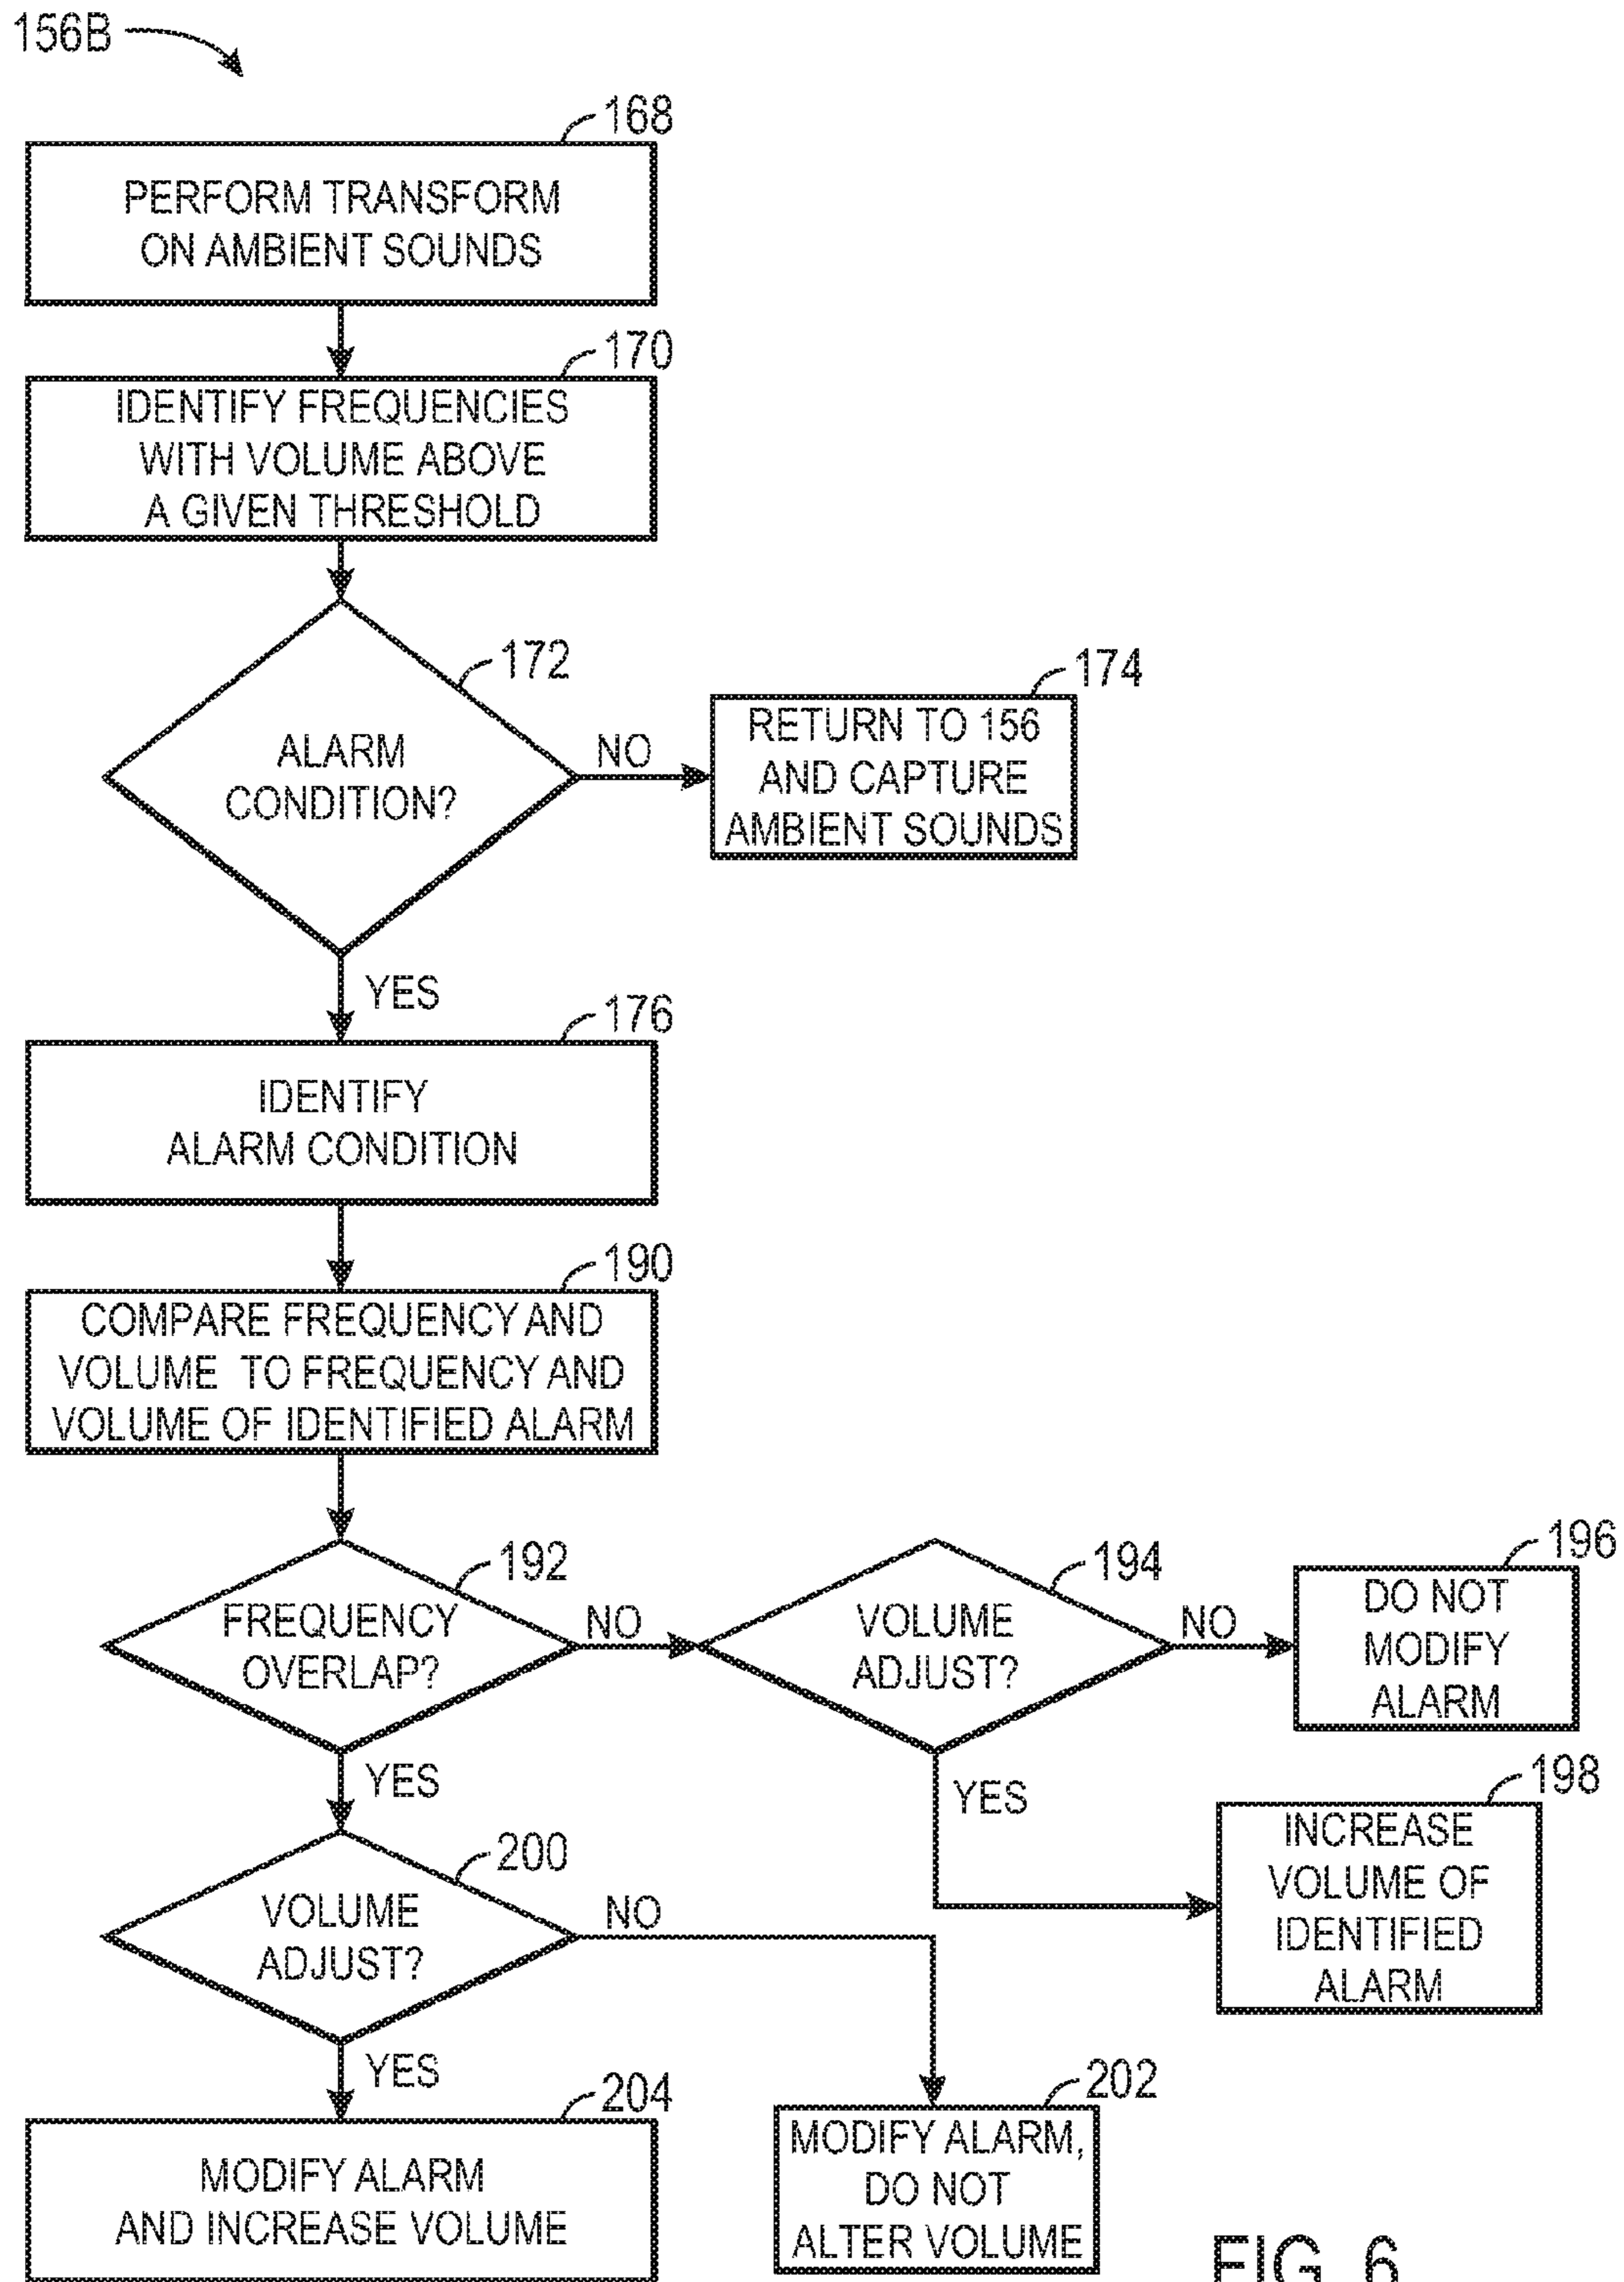 156B
168
PERFORM TRANSFORM
ON AMBIENT SOUNDS
170
IDENTIFY FREQUENCIES
WITH VOLUME ABOVE
A GIVEN THRESHOLD
172
ALARM
CONDITION?
NO
174
RETURN TO 156
AND CAPTURE
AMBIENT SOUNDS
YES
176
IDENTIFY
ALARM CONDITION
190
COMPARE FREQUENCY AND
VOLUME TO FREQUENCY AND
VOLUME OF IDENTIFIED ALARM
192
FREQUENCY
OVERLAP?
NO
194
VOLUME
ADJUST?
NO
196
DO NOT
MODIFY
ALARM
YES
198
INCREASE
VOLUME OF
IDENTIFIED
ALARM
YES
200
VOLUME
ADJUST?
NO
202
MODIFY ALARM,
DO NOT
ALTER VOLUME
YES
204
MODIFY ALARM
AND INCREASE VOLUME
FIG. 6